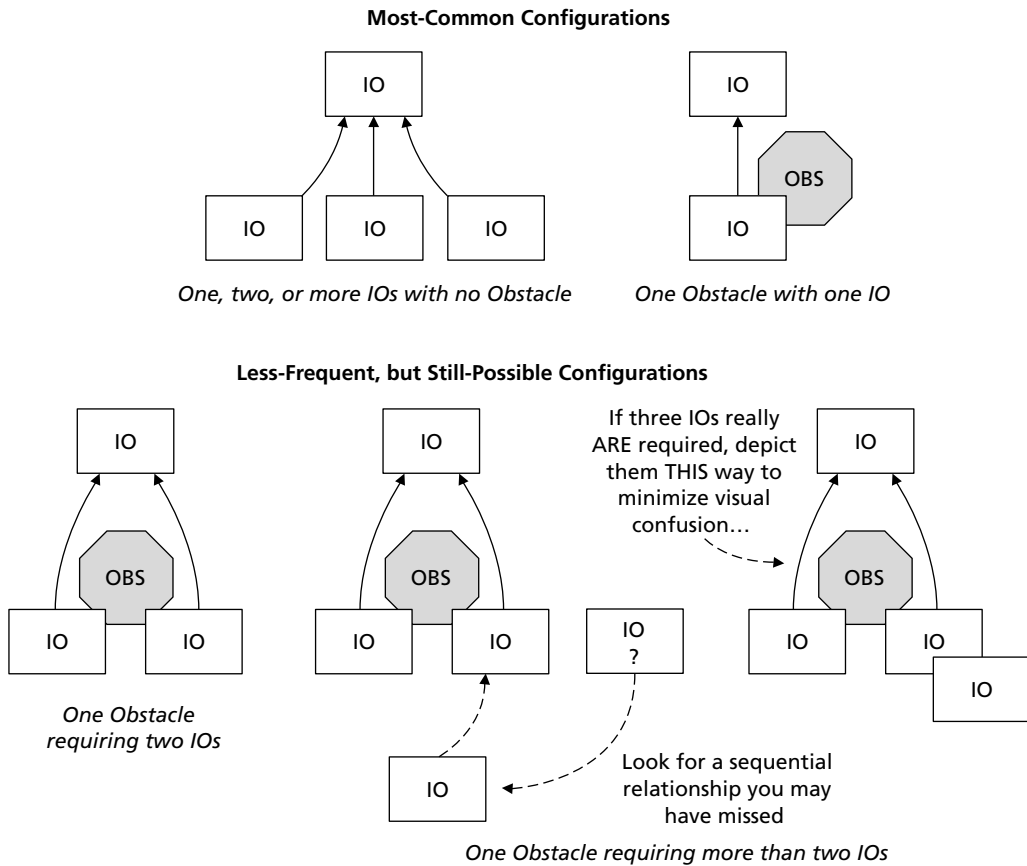 Most-Common Configurations
IO
IO
IO
IO
One, two, or more IOs with no Obstacle
IO
OBS
IO
One Obstacle with one IO
Less-Frequent, but Still-Possible Configurations
IO
OBS
IO
IO
One Obstacle
requiring two IOs
IO
OBS
IO
IO
IO
IO
?
Look for a sequential
relationship you may
have missed
If three IOs really
ARE required, depict
them THIS way to
minimize visual
confusion…
IO
OBS
IO
IO
IO
One Obstacle requiring more than two IOs